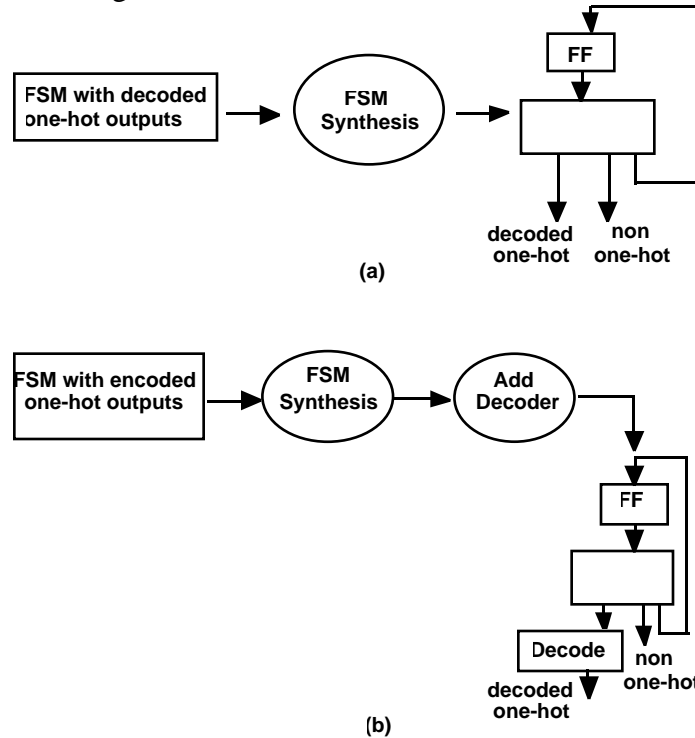 FF
FSM with decoded
one-hot outputs
FSM
Synthesis
decoded
one-hot
non
one-hot
(a)
FSM with encoded
one-hot outputs
FSM
Synthesis
Add
Decoder
FF
Decode
non
one-hot
decoded
one-hot
(b)